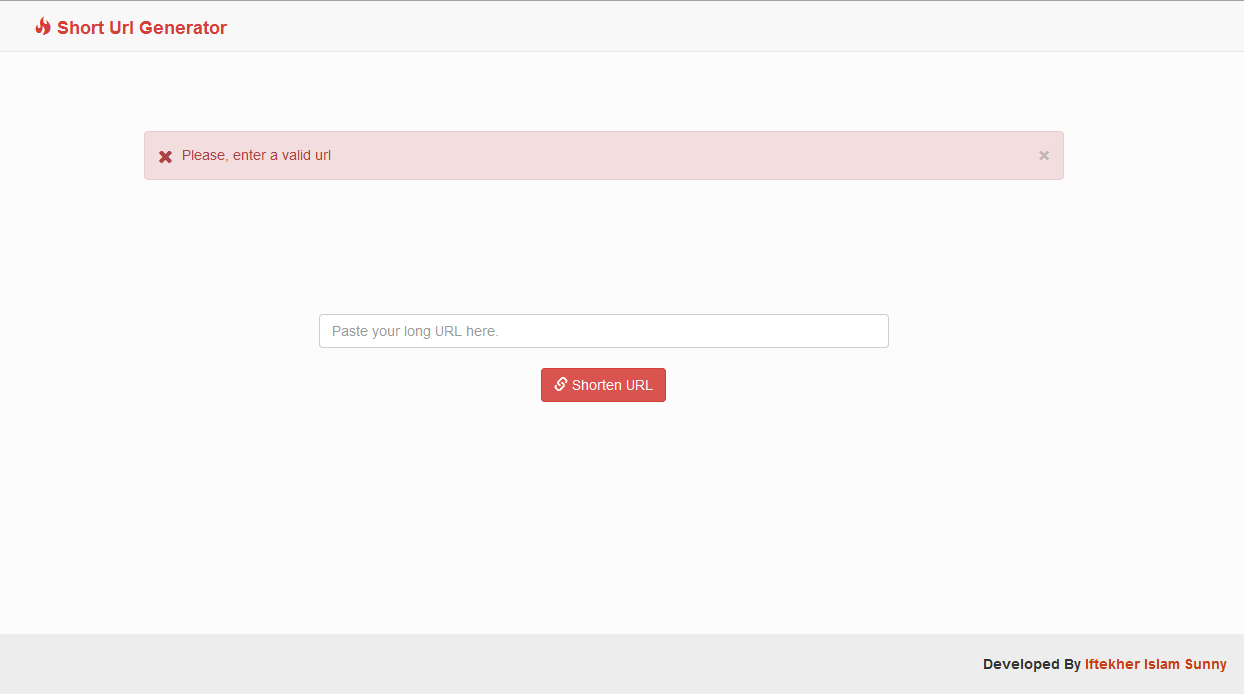 Short Url Generator
Please, enter a valid url
Paste your long URL here.
Shorten URL
Developed By Iftekher Islam Sunny